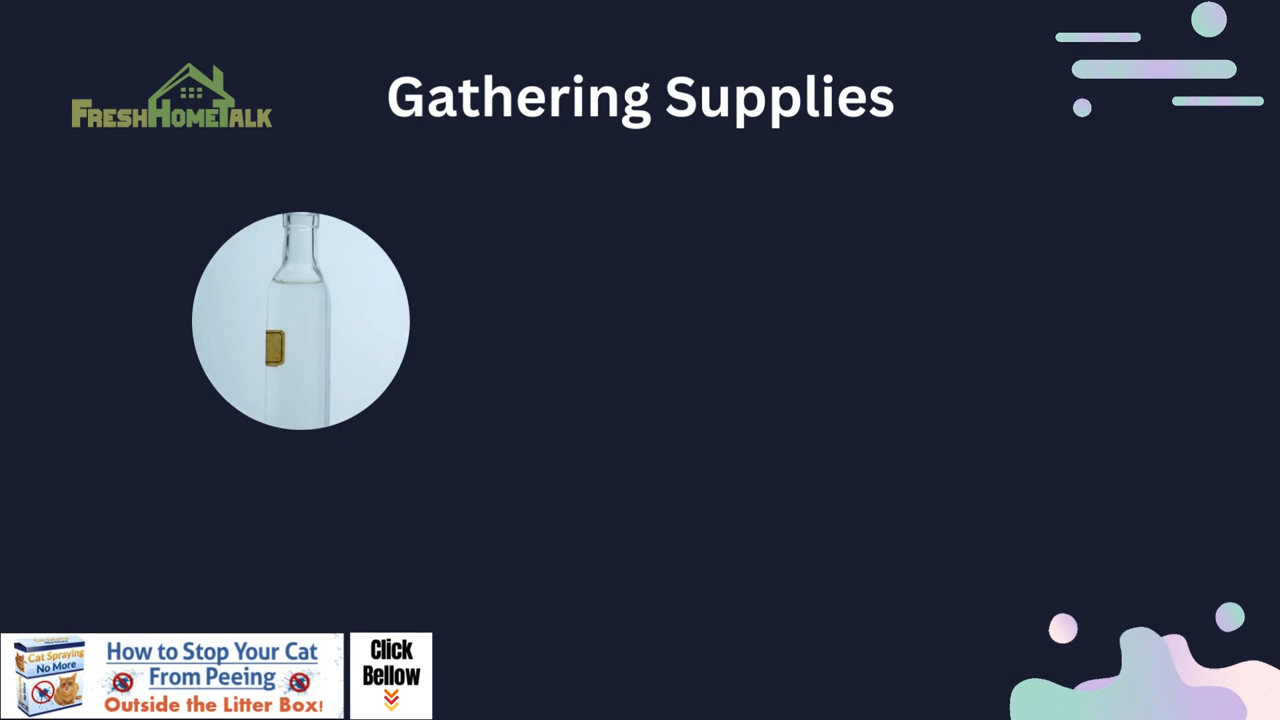 FreshHomeTalk
Gathering Supplies
Cat Spraying
No More
How to Stop Your Cat
From Peeing
Outside the Litter Box!
Click
Bellow